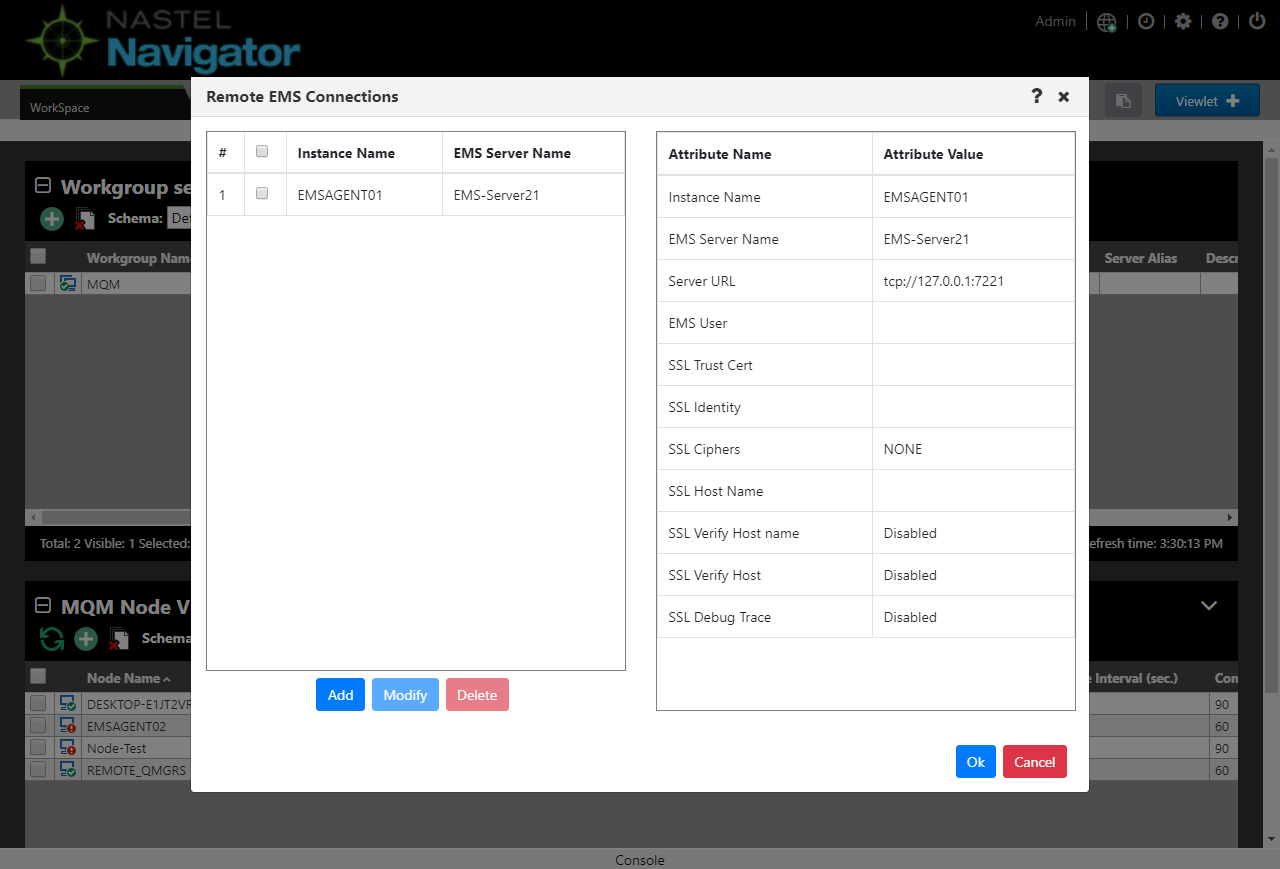 NASTEL
Navigator
Admin
WorkSpace
Viewlet
Remote EMS Connections
# Instance Name EMS Server Name
1 EMSAGENT01 EMS-Server21
Attribute Name Attribute Value
Instance Name EMSAGENT01
EMS Server Name EMS-Server21
Server URL tcp://127.0.0.1:7221
EMS User
SSL Trust Cert
SSL Identity
SSL Ciphers NONE
SSL Host Name
SSL Verify Host name Disabled
SSL Verify Host Disabled
SSL Debug Trace Disabled
Add Modify Delete
Ok Cancel
Workgroup se
Schema: Def
Workgroup Name Server Alias Descr
MQM
Total: 2 Visible: 1 Selected: efresh time: 3:30:13 PM
MQM Node V
Schema
Node Name Interval (sec.) Con
DESKTOP-E1JT2VR 90
EMSAGENT02 60
Node-Test 90
REMOTE_QMGRS 60
Console